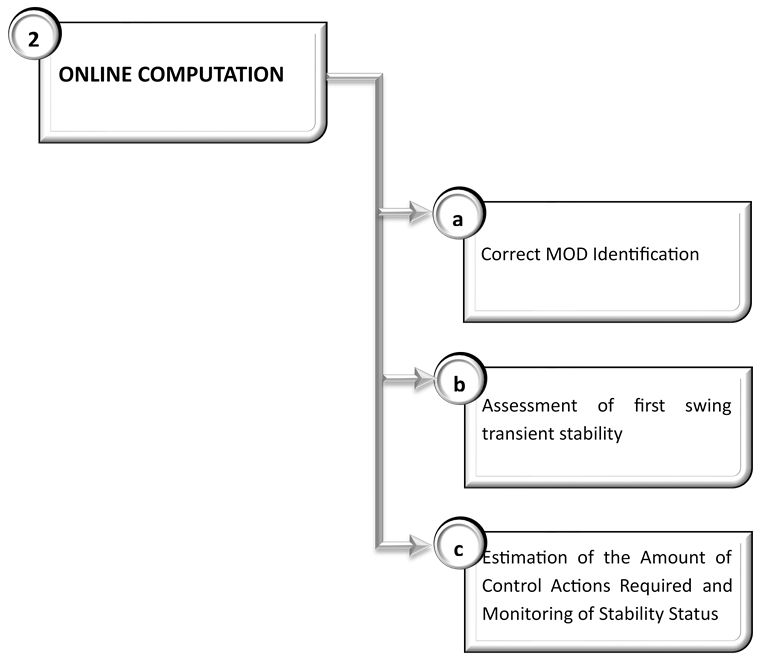 2
ONLINE COMPUTATION
a
Correct MOD Identification
b
Assessment of first swing
transient stability
c
Estimation of the Amount of
Control Actions Required and
Monitoring of Stability Status